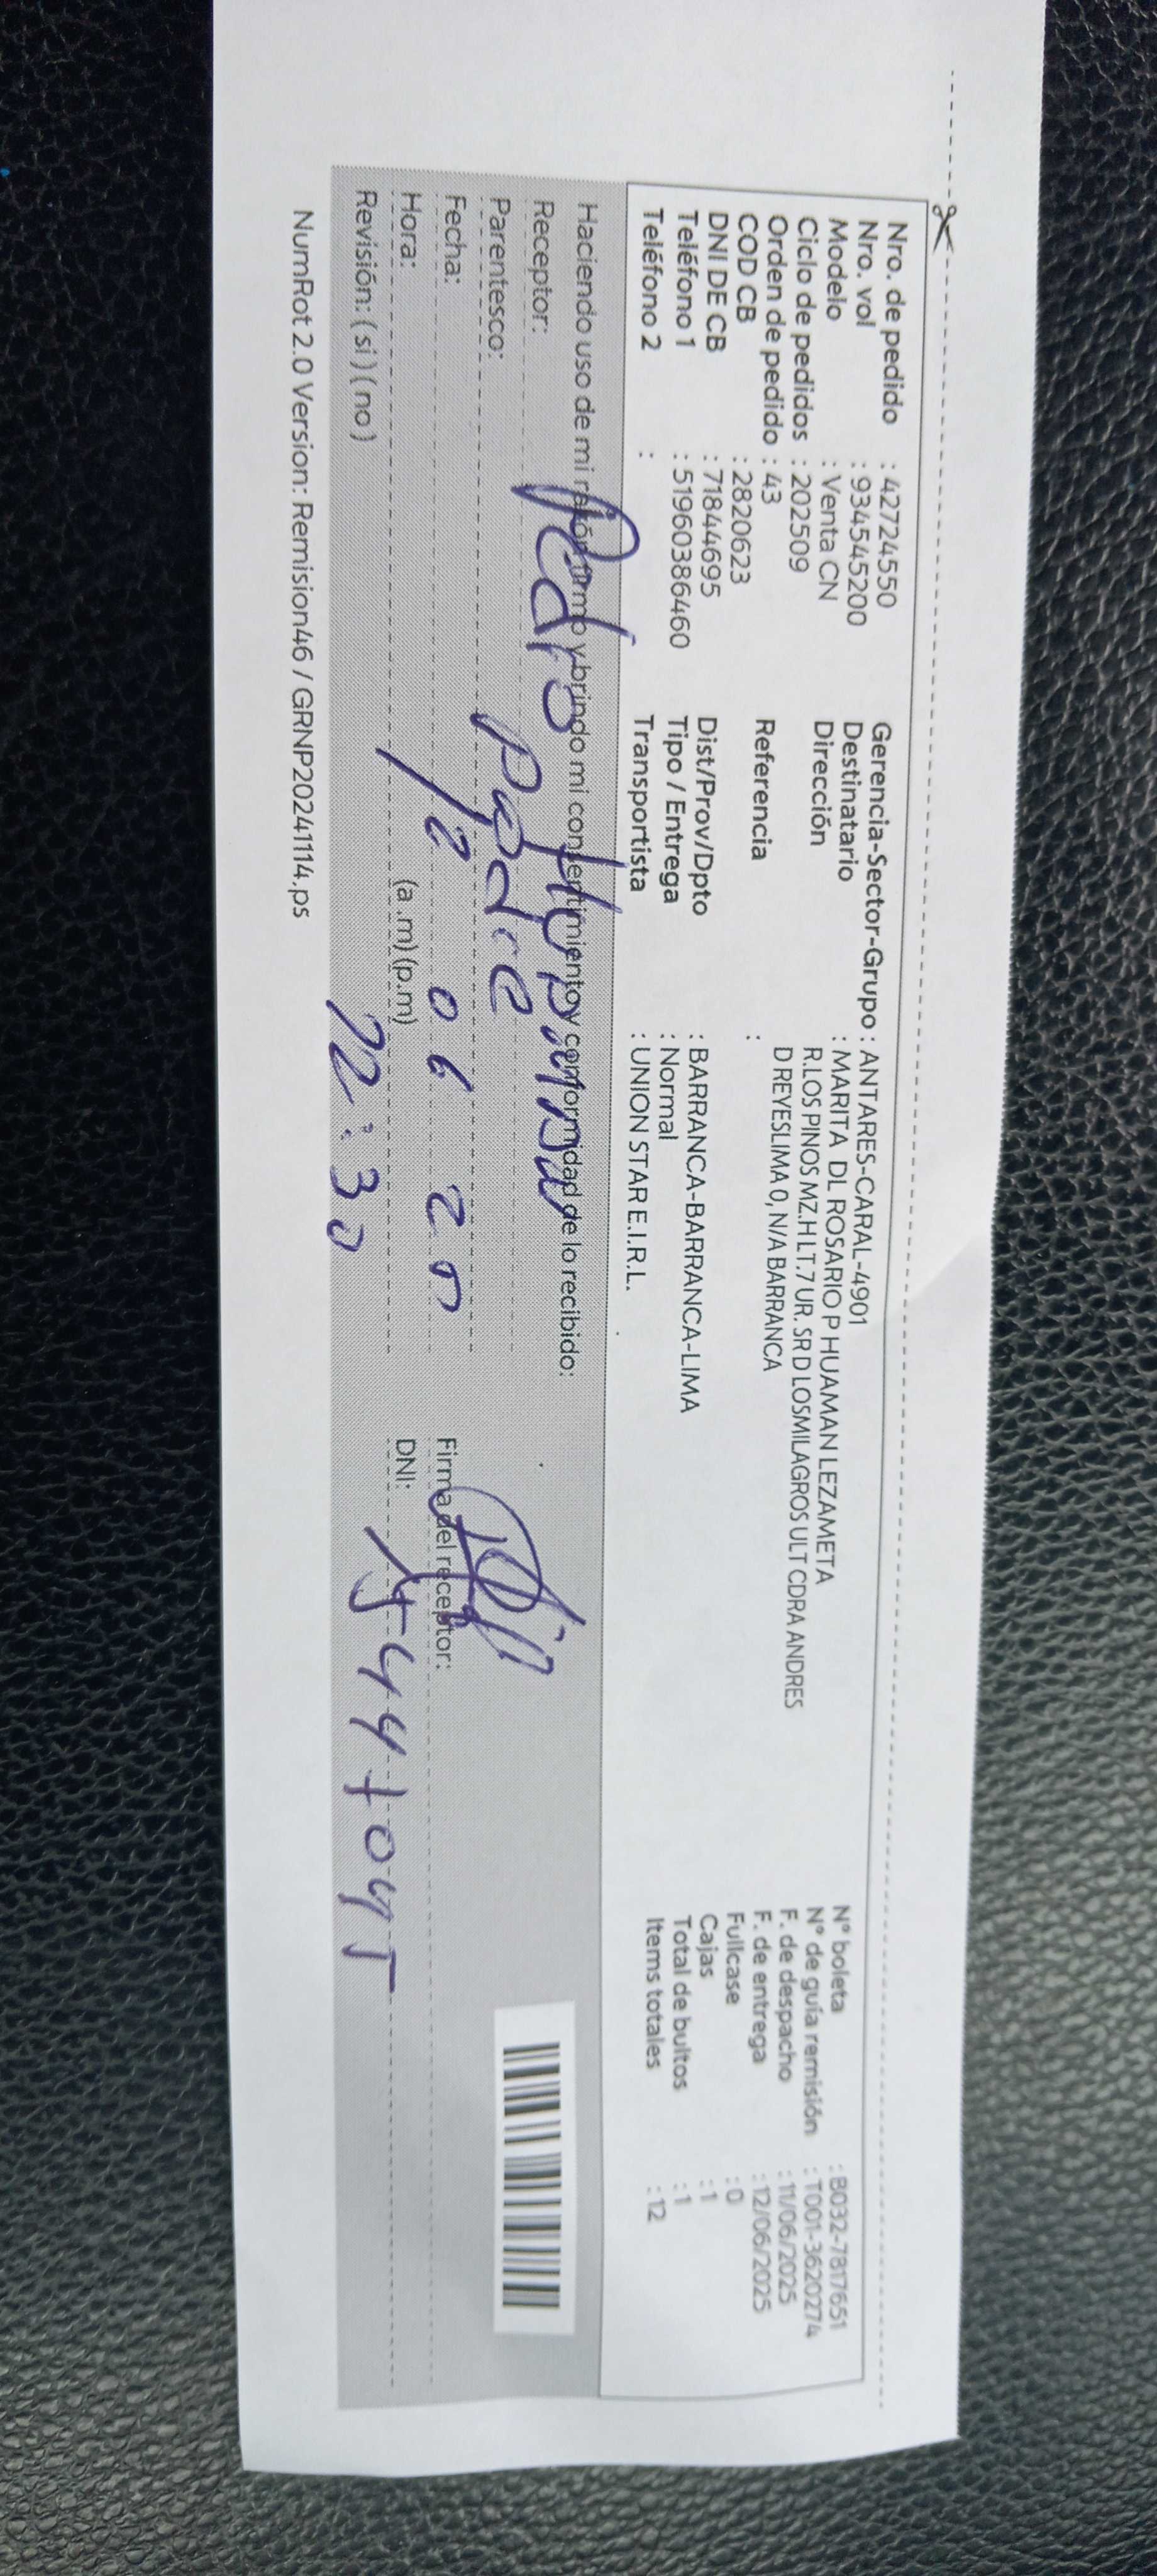 Nro. de pedido : 42724550
Nro. vol : 934545200
Modelo : Venta CN
Ciclo de pedidos : 202509
Orden de pedido : 43
COD CB : 2820623
DNI DE CB : 71844695
Teléfono 1 : 51960386460
Teléfono 2 :
Gerencia-Sector-Grupo : ANTARES-CARAL-4901
Destinatario : MARITA DL ROSARIO P HUAMAN LEZAMETA
Dirección R.LOS PINOS MZ.H LT.7 UR. SR D LOSMILAGROS ULT CDRA ANDRES
D REYESLIMA 0, N/A BARRANCA
Referencia :
Dist/Prov/Dpto : BARRANCA-BARRANCA-LIMA
Tipo / Entrega : Normal
Transportista : UNION STAR E.I.R.L.
N° boleta : B032-7817651
N° de guía remisión : T001-3620274
F. de despacho : 11/06/2025
F. de entrega : 12/06/2025
Fullcase : 0
Cajas : 1
Total de bultos : 1
Items totales : 12
Haciendo uso de mi razón, firmo y brindo mi consentimiento y conformidad de lo recibido:
Receptor: Pedro
Parentesco: Padre
Fecha: 12 06 25
Hora: (a .m) (p.m) 12:30
Revisión: (si) (no)
Firma del receptor:
DNI:
NumRot 2.0 Version: Remision46 / GRNP20241114.ps